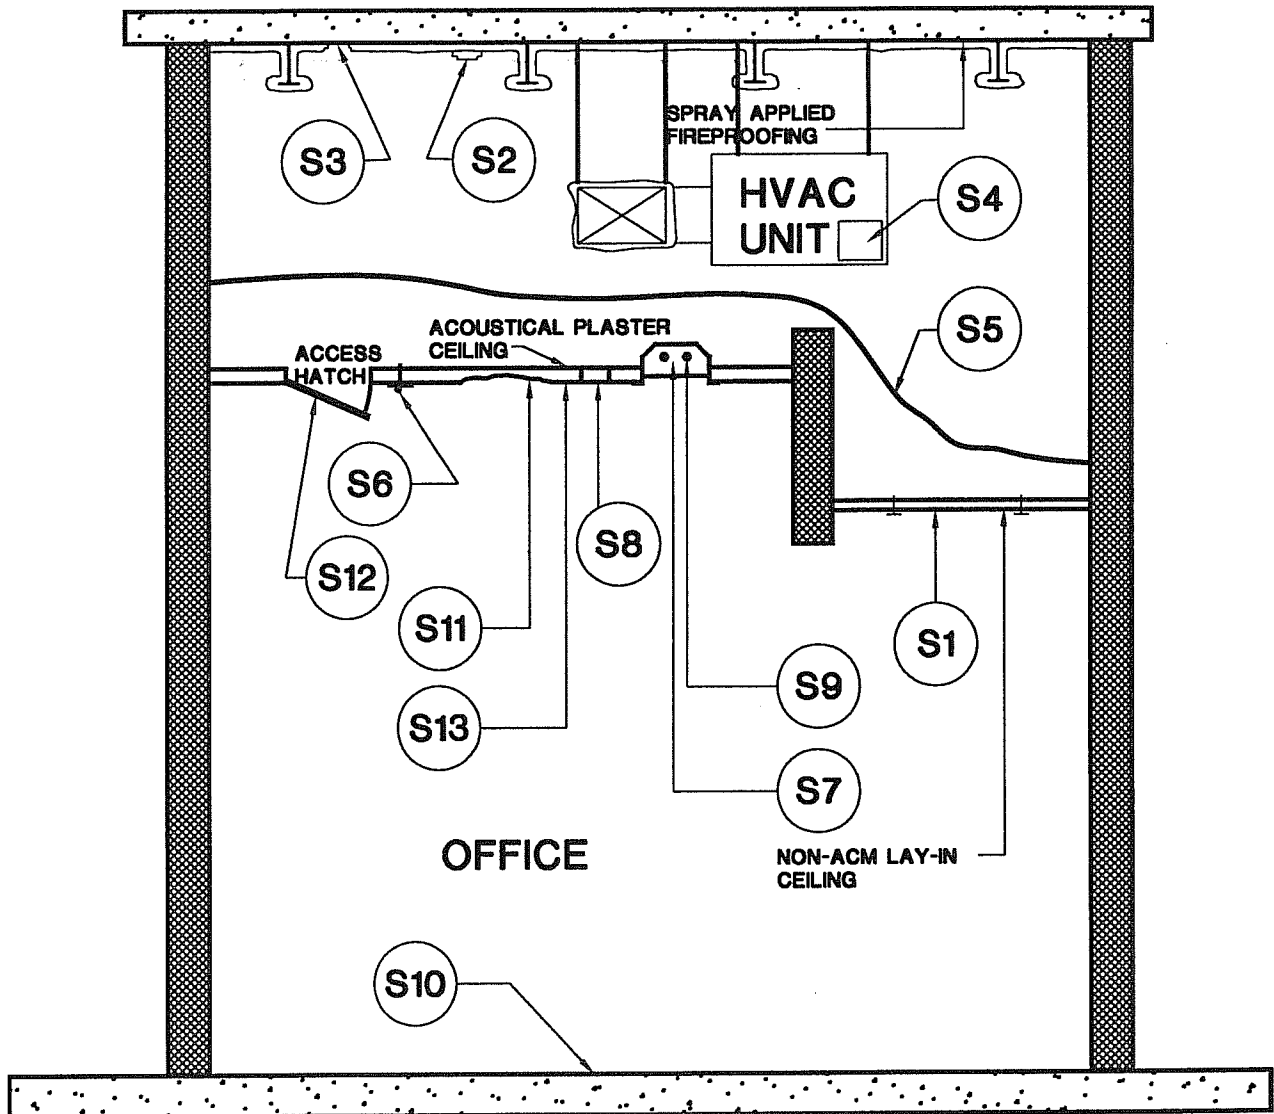 S3
S2
SPRAY APPLIED
FIREPROOFING
HVAC
UNIT
S4
S5
ACOUSTICAL PLASTER
CEILING
ACCESS
HATCH
S6
S8
S12
S11
S1
S13
S9
S7
OFFICE
NON-ACM LAY-IN
CEILING
S10